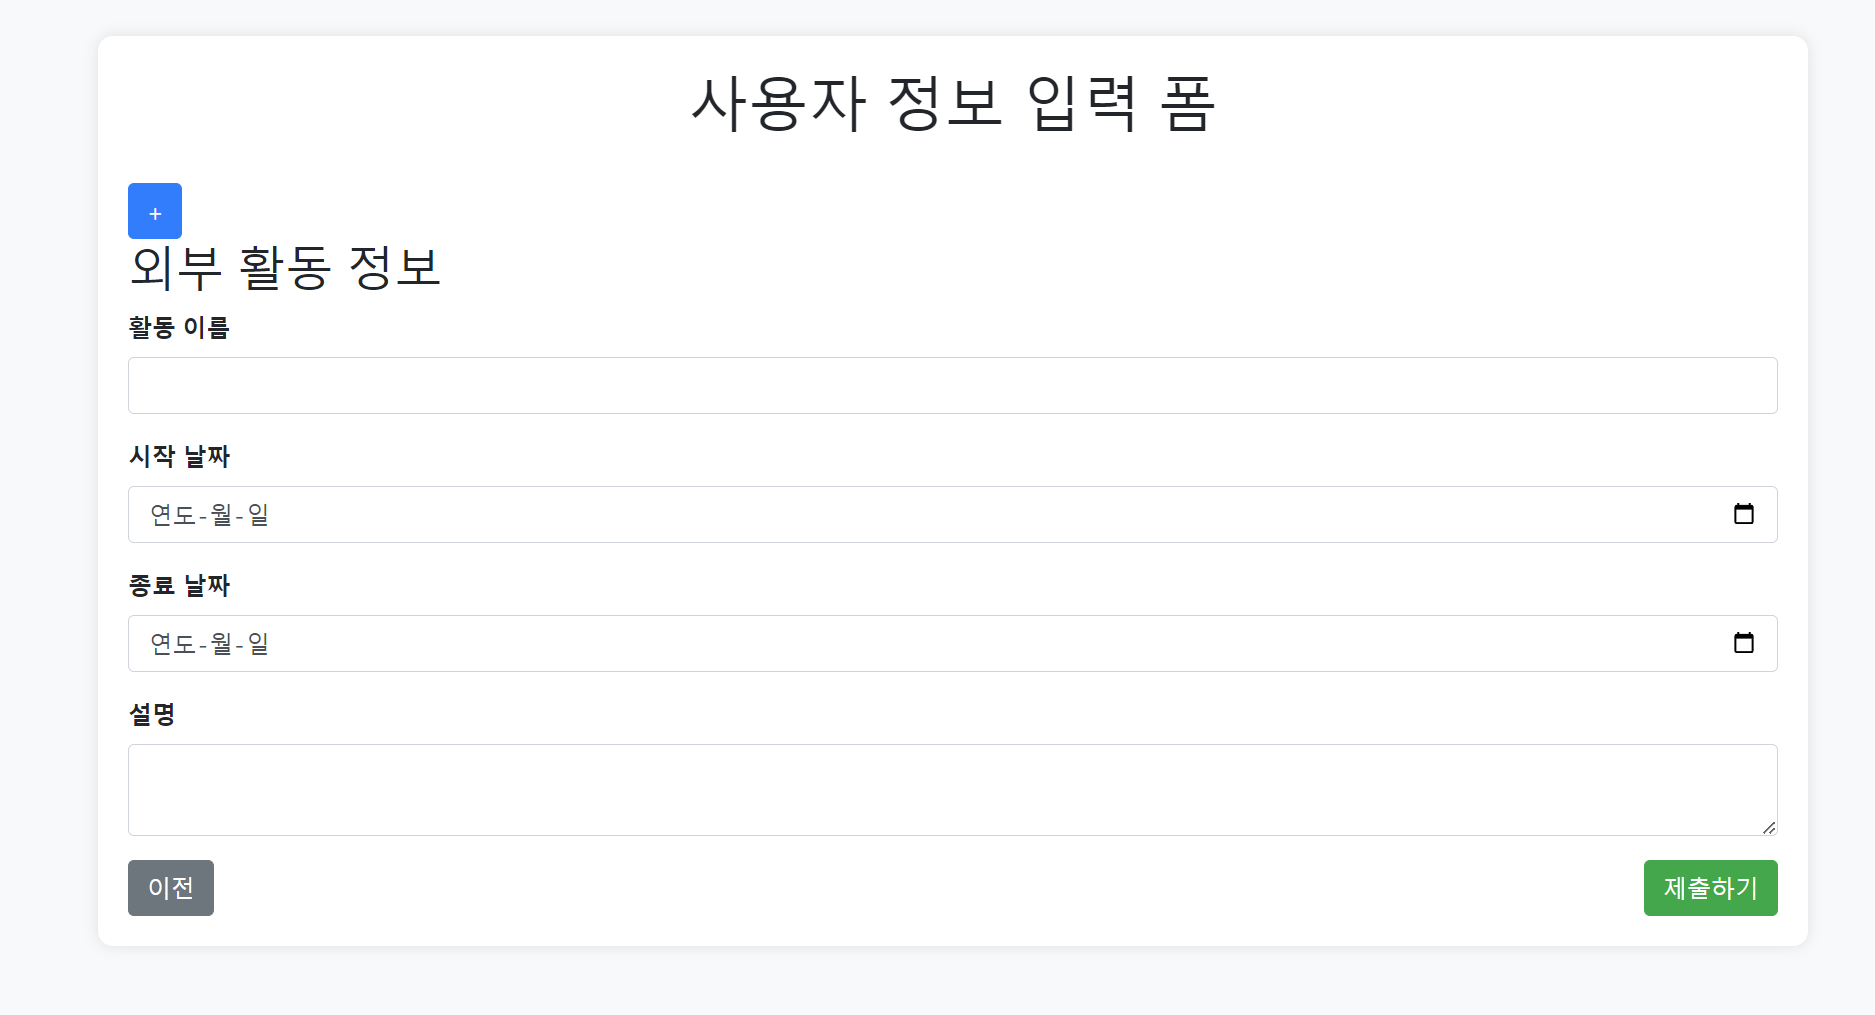 사용자 정보 입력 폼
+
외부 활동 정보
활동 이름
시작 날짜
연도-월-일
종료 날짜
연도-월-일
설명
이전 제출하기